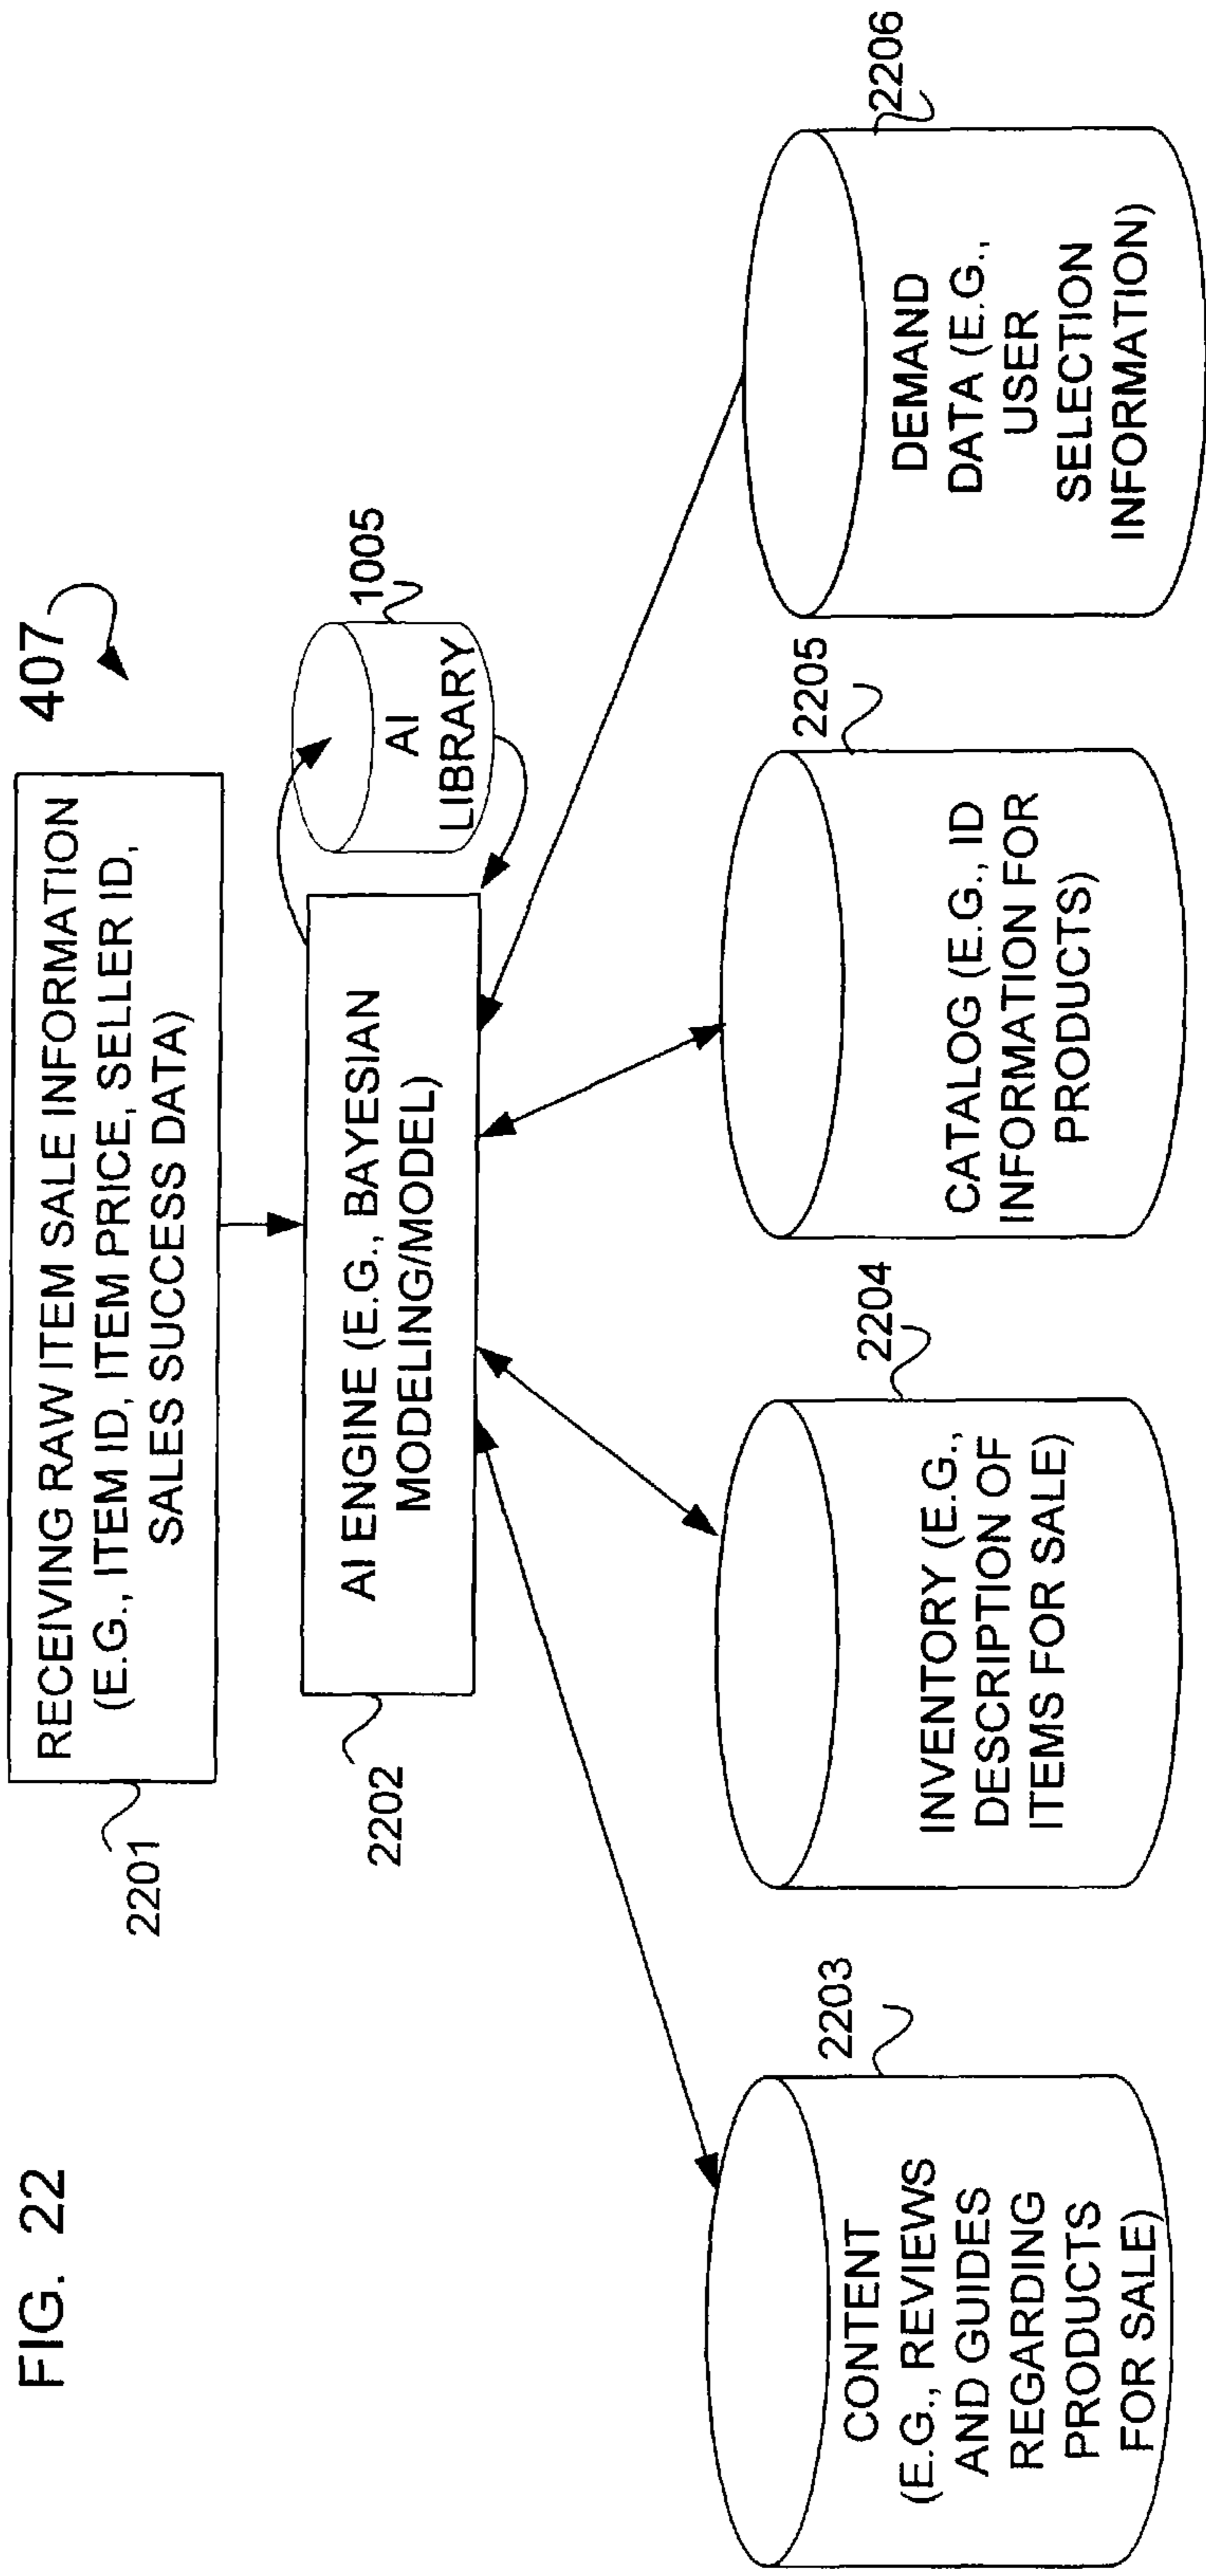 FIG. 22
407
RECEIVING RAW ITEM SALE INFORMATION
(E.G., ITEM ID, ITEM PRICE, SELLER ID,
SALES SUCCESS DATA)
2201
AI ENGINE (E.G., BAYESIAN
MODELING/MODEL)
2202
AI
LIBRARY
1005
CONTENT
(E.G., REVIEWS
AND GUIDES
REGARDING
PRODUCTS
FOR SALE)
2203
INVENTORY (E.G.,
DESCRIPTION OF
ITEMS FOR SALE)
2204
CATALOG (E.G., ID
INFORMATION FOR
PRODUCTS)
2205
DEMAND
DATA (E.G.,
USER
SELECTION
INFORMATION)
2206